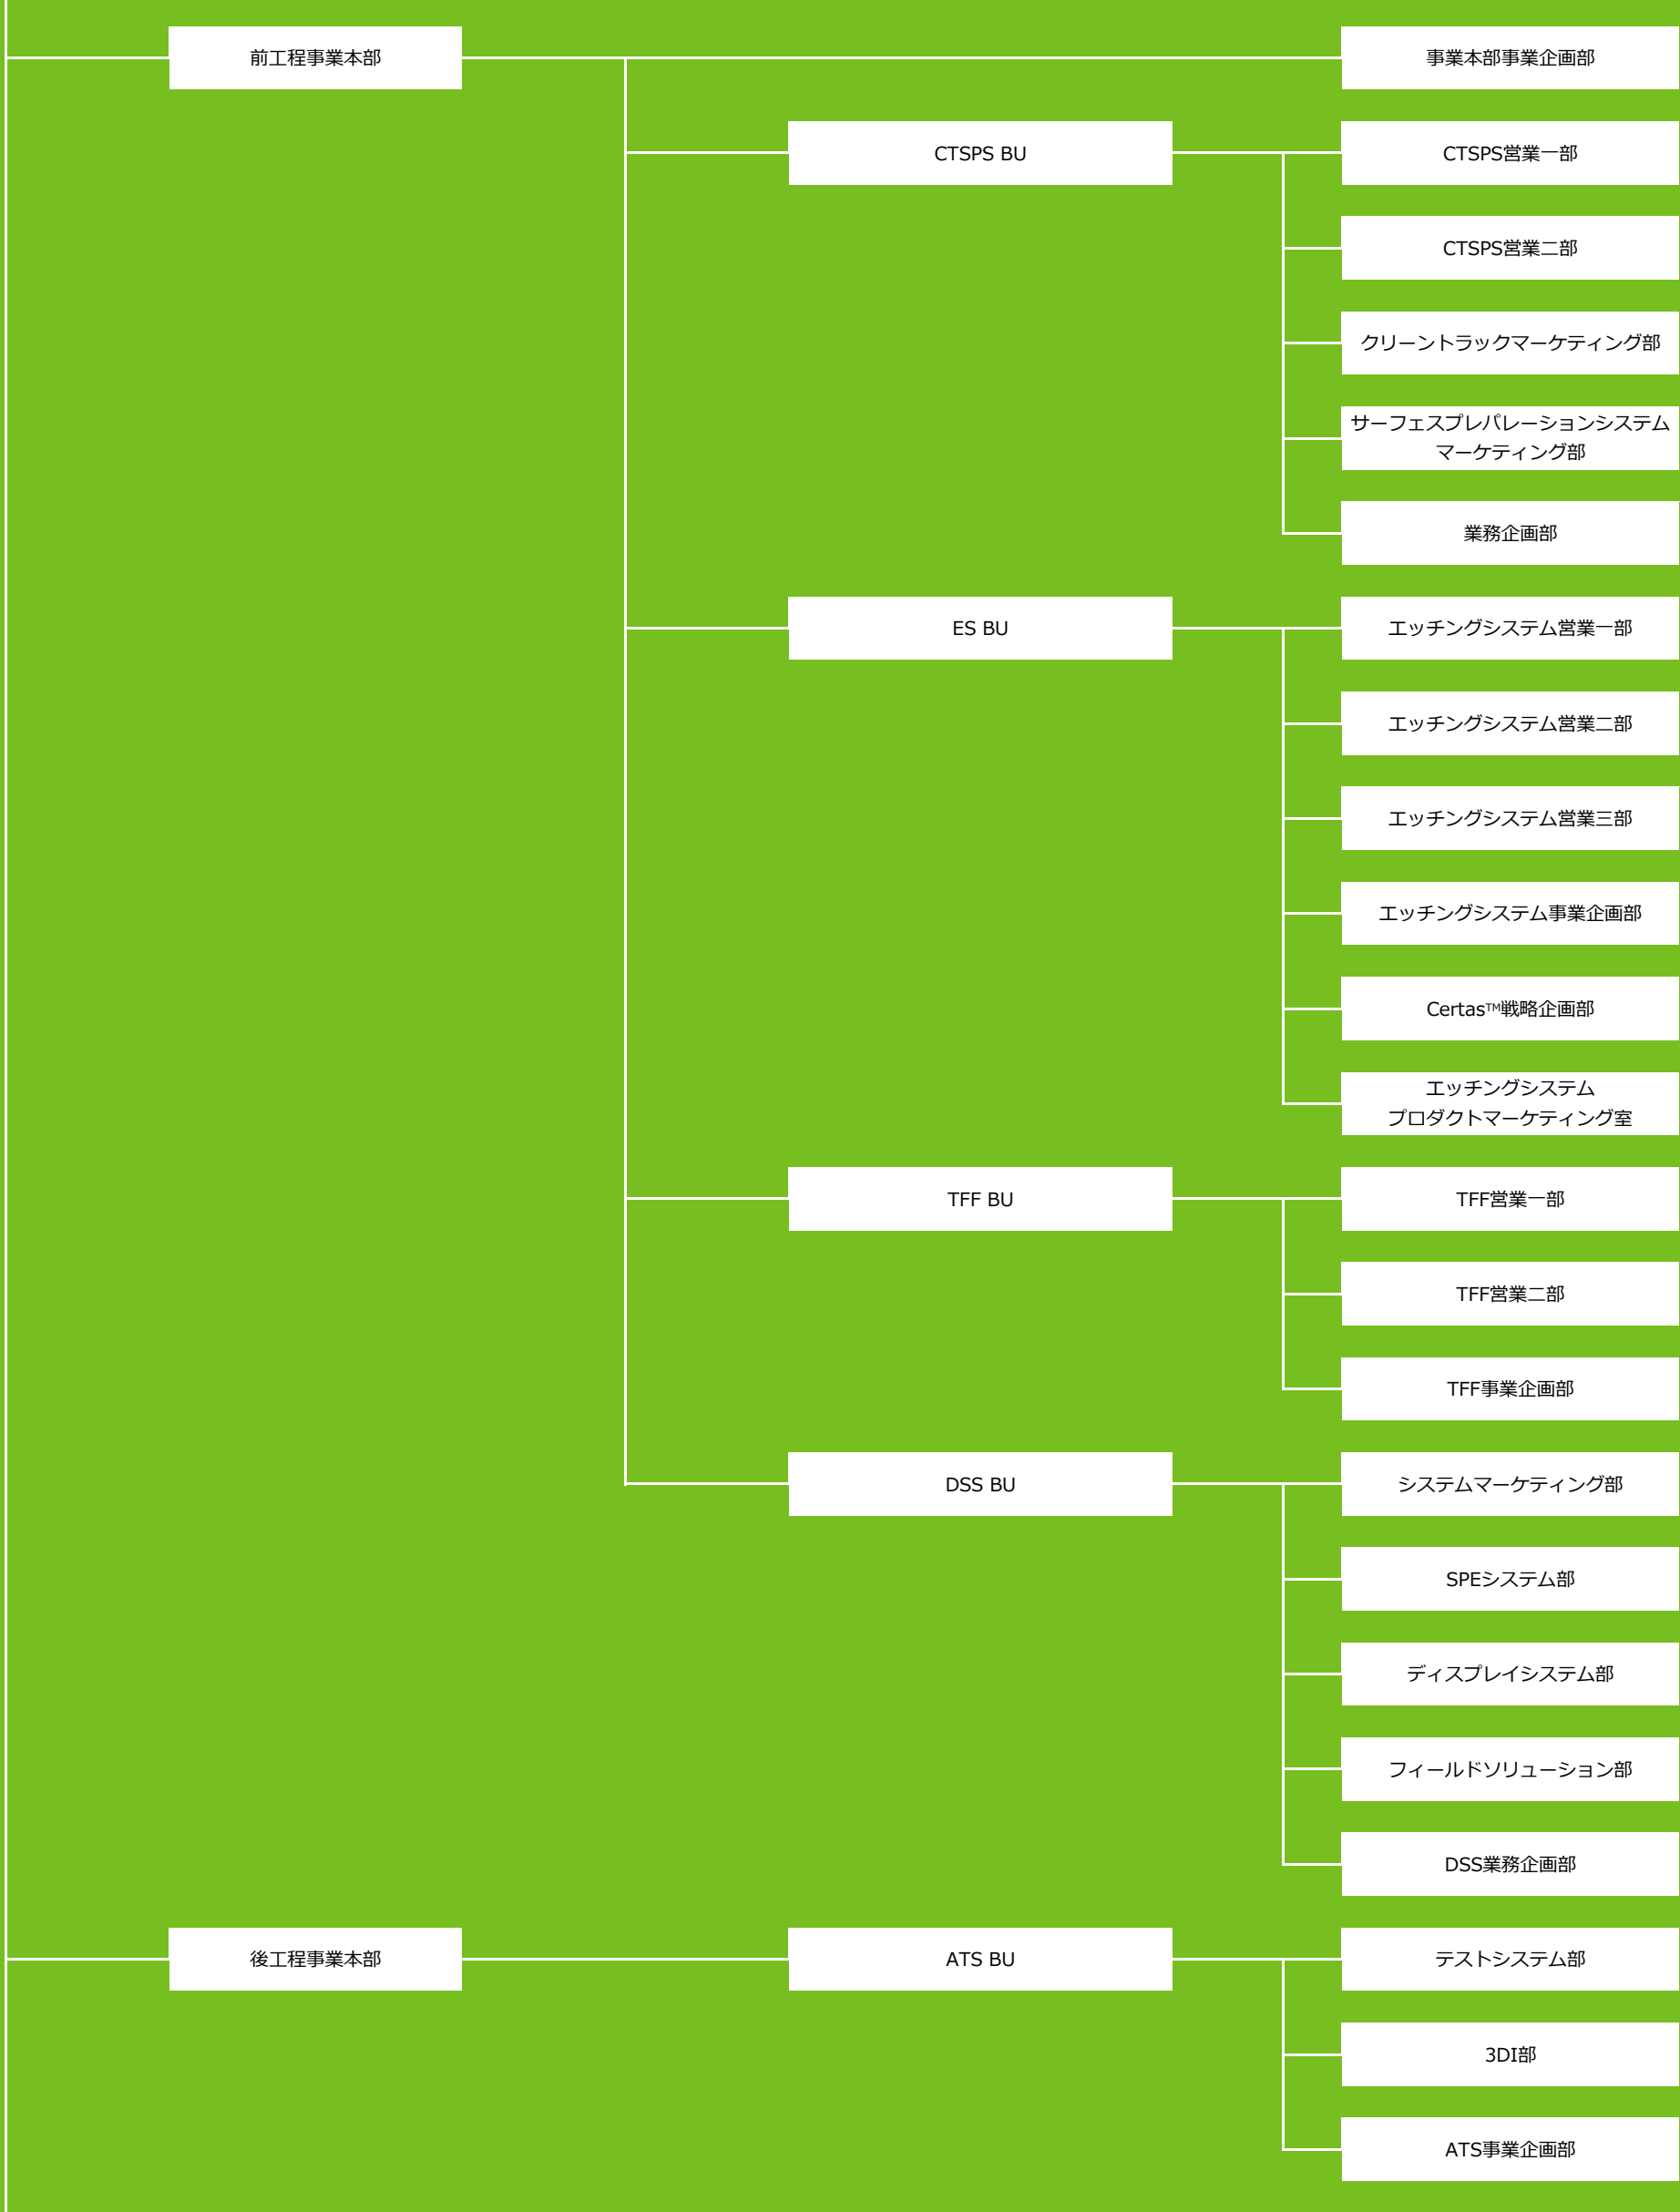 前工程事業本部
事業本部事業企画部
CTSPS BU
CTSPS営業一部
CTSPS営業二部
クリーントラックマーケティング部
サーフェスプレパレーションシステム
マーケティング部
業務企画部
ES BU
エッチングシステム営業一部
エッチングシステム営業二部
エッチングシステム営業三部
エッチングシステム事業企画部
Certas™戦略企画部
エッチングシステム
プロダクトマーケティング室
TFF BU
TFF営業一部
TFF営業二部
TFF事業企画部
DSS BU
システムマーケティング部
SPEシステム部
ディスプレイシステム部
フィールドソリューション部
DSS業務企画部
後工程事業本部
ATS BU
テストシステム部
3DI部
ATS事業企画部